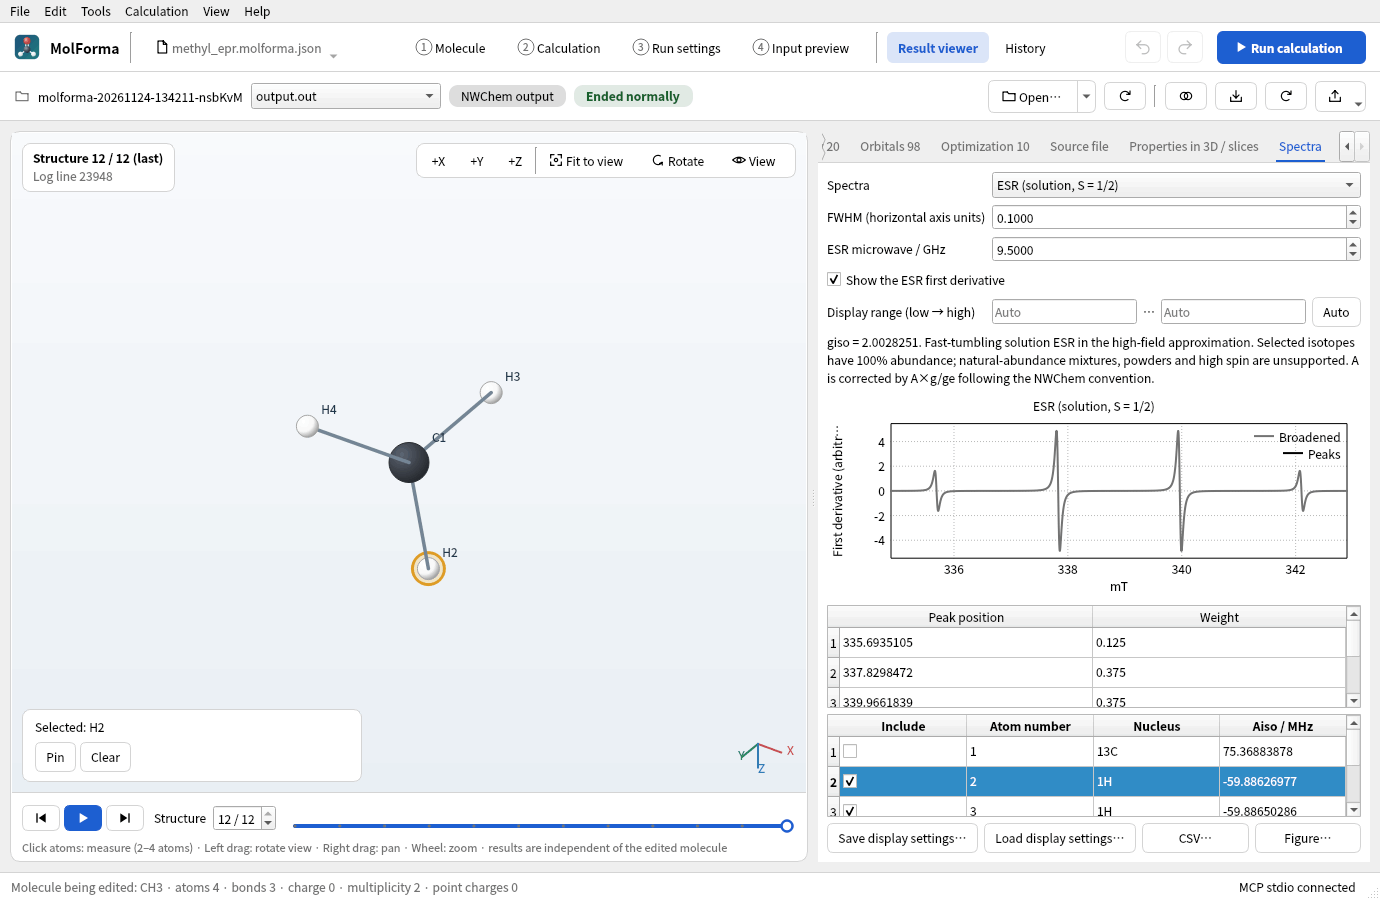 File Edit Tools Calculation View Help
MolForma methyl_epr.molforma.json 1 Molecule 2 Calculation 3 Run settings 4 Input preview Result viewer History Run calculation
molforma-20261124-134211-nsbKvM output.out NWChem output Ended normally Open…
Structure 12 / 12 (last)
Log line 23948
+X +Y +Z Fit to view Rotate View
H3
H4
C1
H2
Selected: H2
Pin Clear
X
Y
Z
Structure 12 / 12
Click atoms: measure (2–4 atoms) · Left drag: rotate view · Right drag: pan · Wheel: zoom · results are independent of the edited molecule
20 Orbitals 98 Optimization 10 Source file Properties in 3D / slices Spectra
Spectra ESR (solution, S = 1/2)
FWHM (horizontal axis units) 0.1000
ESR microwave / GHz 9.5000
Show the ESR first derivative
Display range (low → high) Auto … Auto Auto
giso = 2.0028251. Fast-tumbling solution ESR in the high-field approximation. Selected isotopes
have 100% abundance; natural-abundance mixtures, powders and high spin are unsupported. A
is corrected by A×g/ge following the NWChem convention.
ESR (solution, S = 1/2)
First derivative (arbitr…
4
2
0
-2
-4
Broadened
Peaks
336 338 340 342
mT
Peak position Weight
1 335.6935105 0.125
2 337.8298472 0.375
3 339.9661839 0.375
Include Atom number Nucleus Aiso / MHz
1 1 13C 75.36883878
2 2 1H -59.88626977
3 3 1H -59.88650286
Save display settings… Load display settings… CSV… Figure…
Molecule being edited: CH3 · atoms 4 · bonds 3 · charge 0 · multiplicity 2 · point charges 0
MCP stdio connected